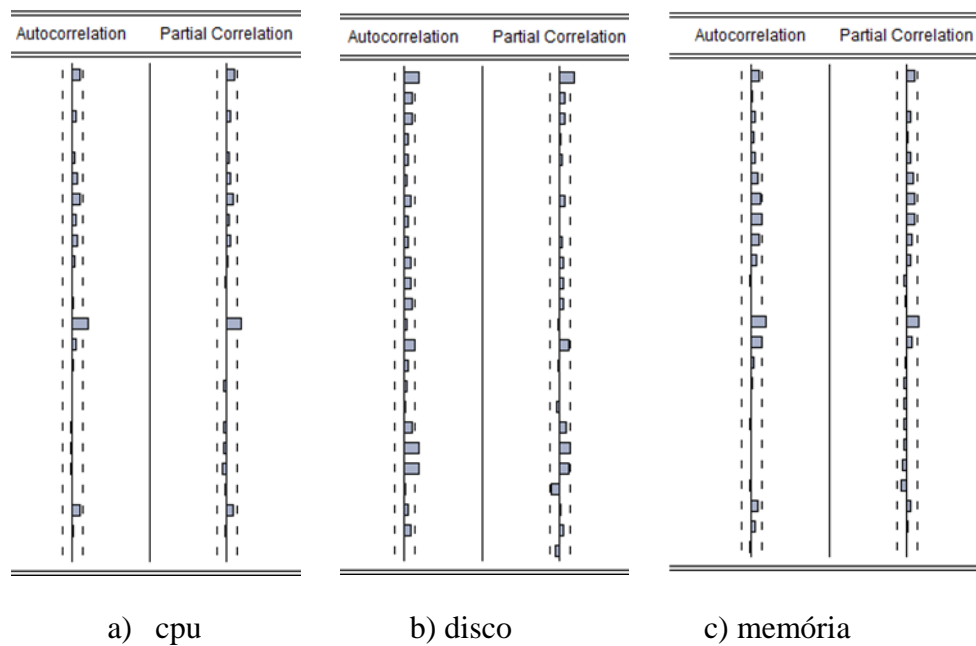 Autocorrelation Partial Correlation
Autocorrelation Partial Correlation
Autocorrelation Partial Correlation
a) cpu
b) disco
c) memória